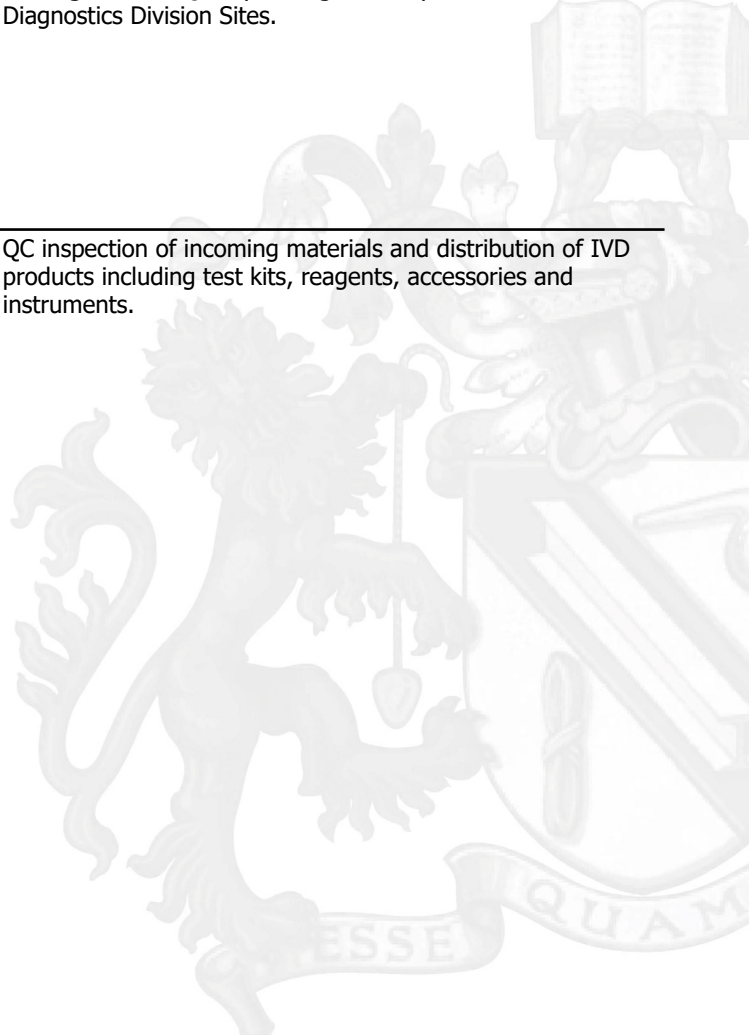 Diagnostics Division Sites.
QC inspection of incoming materials and distribution of IVD
products including test kits, reagents, accessories and
instruments.
ESSE
QUAM